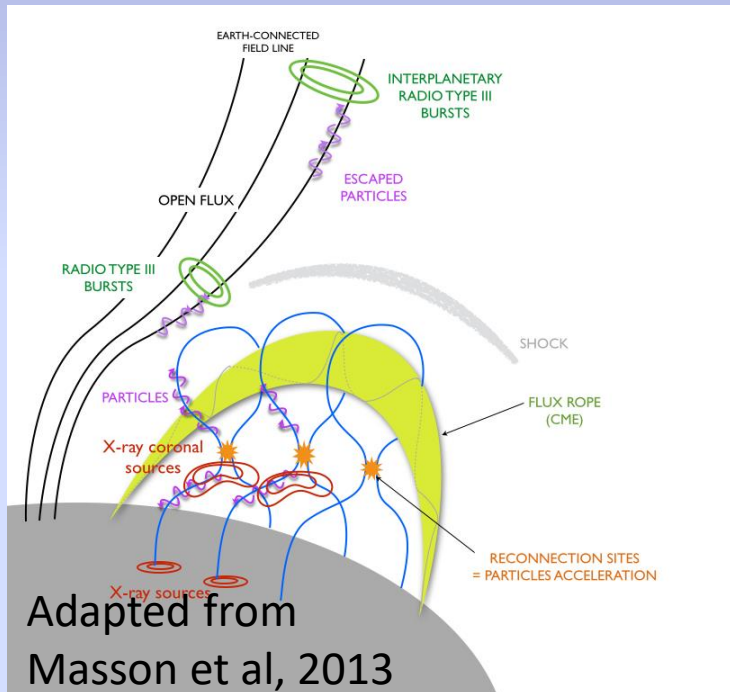 EARTH-CONNECTED
FIELD LINE
INTERPLANETARY
RADIO TYPE III
BURSTS
ESCAPED
PARTICLES
OPEN FLUX
RADIO TYPE III
BURSTS
SHOCK
PARTICLES
FLUX ROPE
(CME)
X-ray coronal
sources
RECONNECTION SITES
= PARTICLES ACCELERATION
X-ray sources
Adapted from
Masson et al, 2013